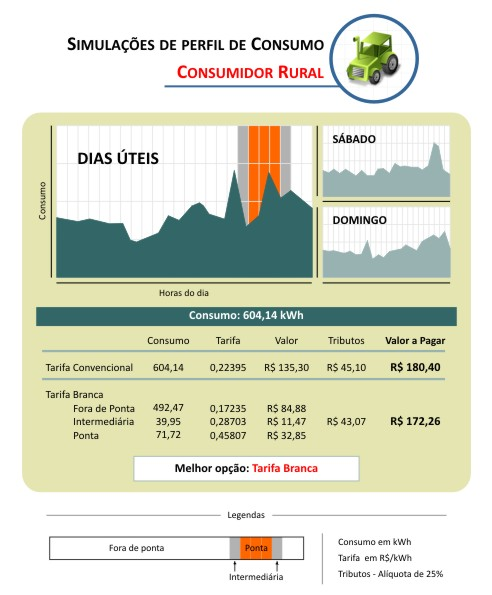 SIMULAÇÕES DE PERFIL DE CONSUMO
CONSUMIDOR RURAL
DIAS ÚTEIS
SÁBADO
DOMINGO
Consumo
Horas do dia
Consumo: 604,14 kWh
Consumo Tarifa Valor Tributos Valor a Pagar
Tarifa Convencional 604,14 0,22395 R$ 135,30 R$ 45,10 R$ 180,40
Tarifa Branca
Fora de Ponta 492,47 0,17235 R$ 84,88
Intermediária 39,95 0,28703 R$ 11,47 R$ 43,07 R$ 172,26
Ponta 71,72 0,45807 R$ 32,85
Melhor opção: Tarifa Branca
Legendas
Fora de ponta Ponta
Intermediária
Consumo em kWh
Tarifa em R$/kWh
Tributos - Alíquota de 25%